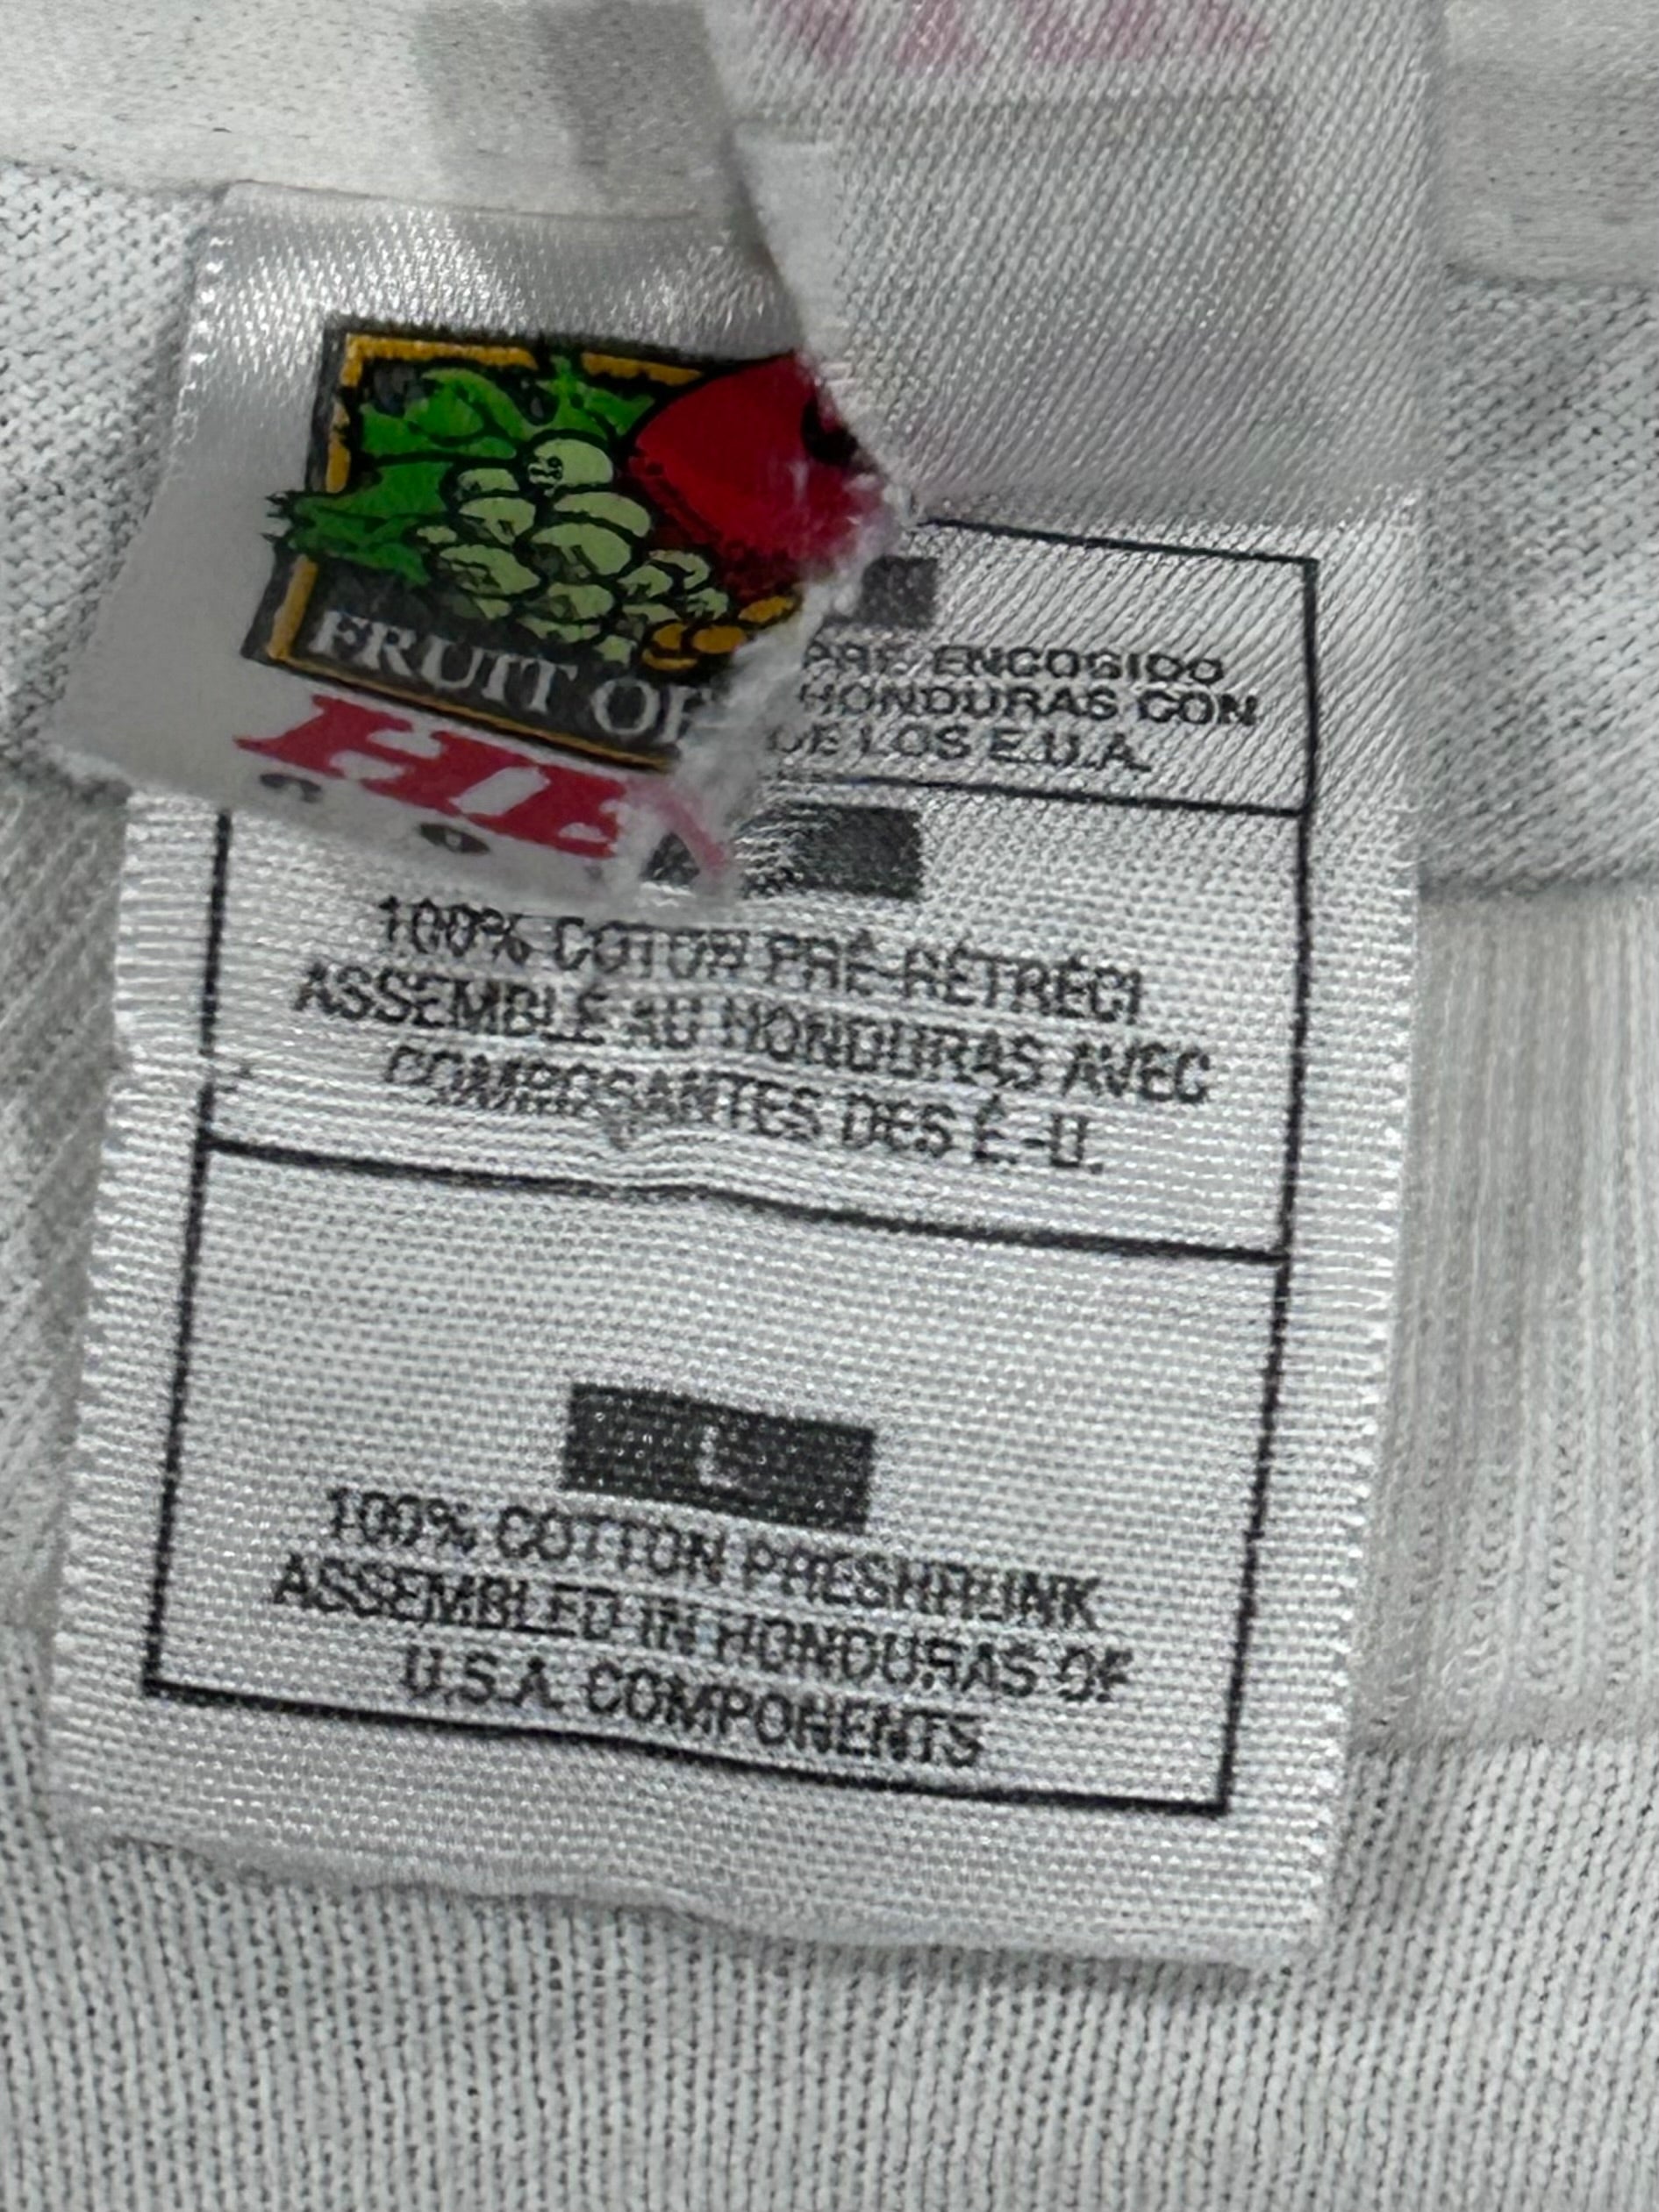 FRUIT OF
PRE-ENCOGIDO
HONDURAS CON
DE LOS E.U.A.
100% COTON PRÉ-RÉTRÉCI
ASSEMBLÉ AU HONDURAS AVEC
COMPOSANTES DES É.-U.
L
100% COTTON PRESHRUNK
ASSEMBLED IN HONDURAS OF
U.S.A. COMPONENTS